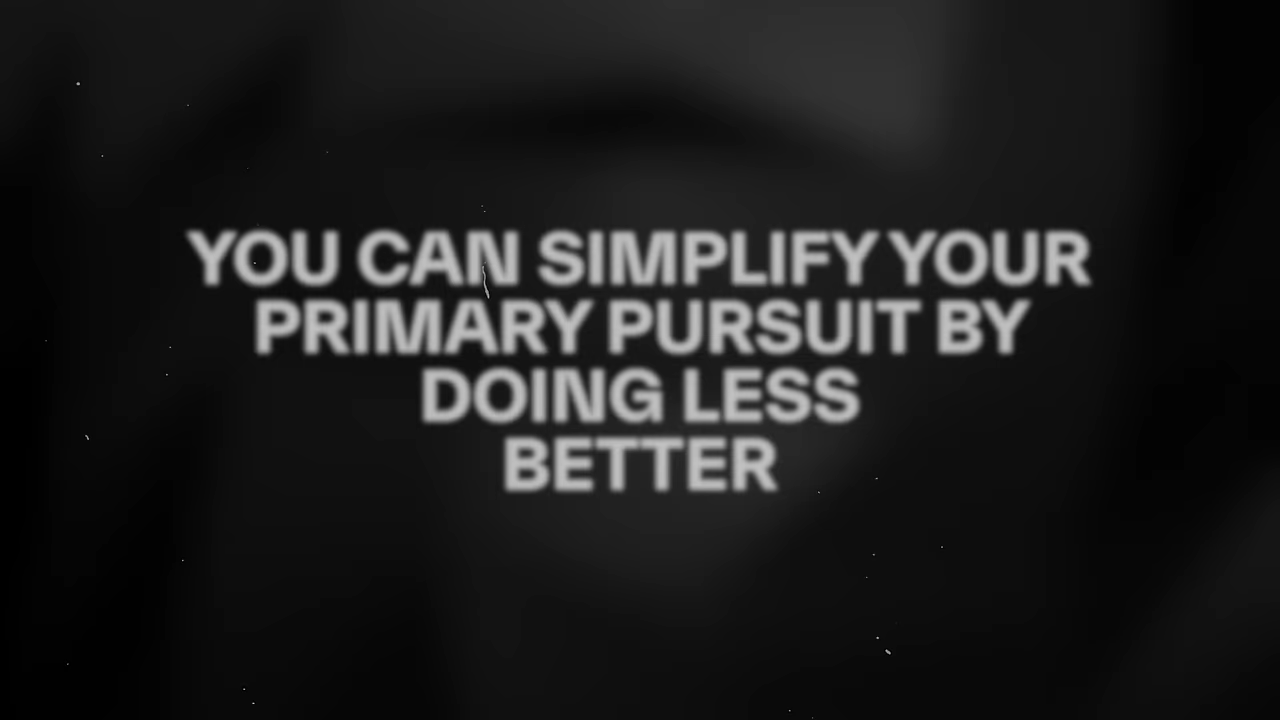 YOU CAN SIMPLIFY YOUR
PRIMARY PURSUIT BY
DOING LESS
BETTER